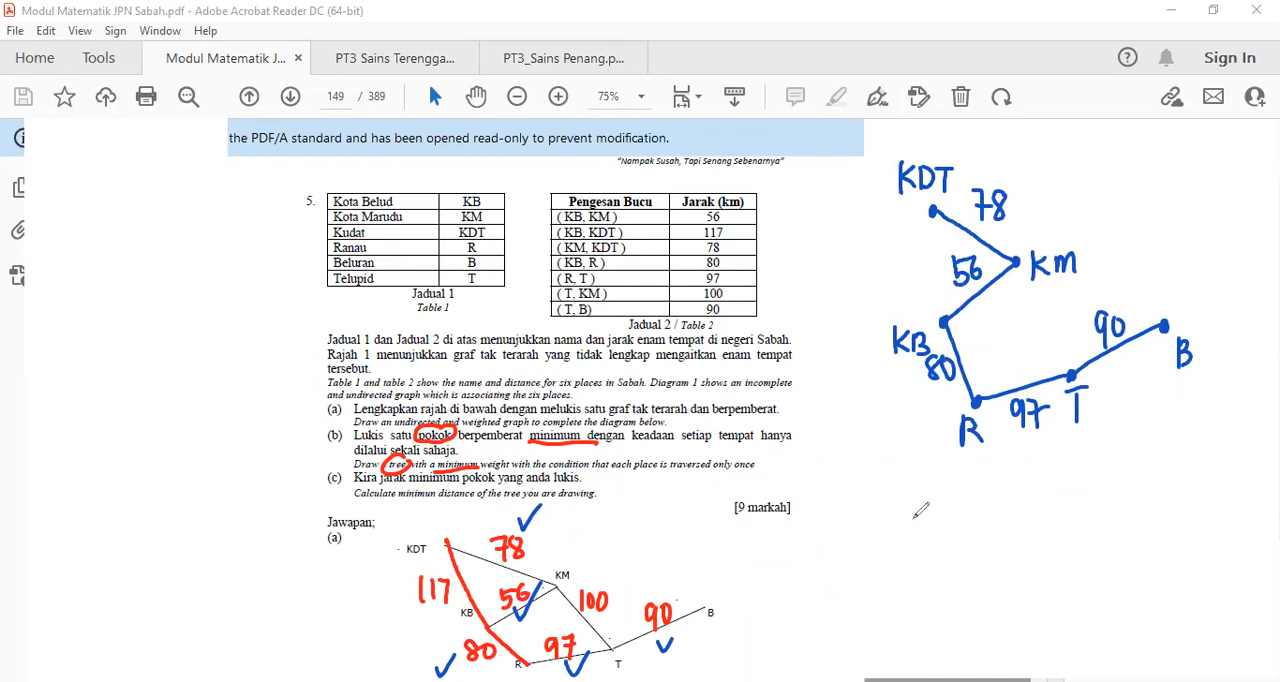 Modul Matematik JPN Sabah.pdf - Adobe Acrobat Reader DC (64-bit)
File Edit View Sign Window Help
Home Tools Modul Matematik J... × PT3 Sains Terengga... PT3_Sains Penang.p... Sign In
149 / 389 75%
the PDF/A standard and has been opened read-only to prevent modification.
"Nampak Susah, Tapi Senang Sebenarnya"
5.
Kota Belud KB
Kota Marudu KM
Kudat KDT
Ranau R
Beluran B
Telupid T
Jadual 1
Table 1
Pengesan Bucu Jarak (km)
( KB, KM ) 56
( KB, KDT ) 117
( KM, KDT ) 78
( KB, R ) 80
( R, T ) 97
( T, KM ) 100
( T, B) 90
Jadual 2 / Table 2
Jadual 1 dan Jadual 2 di atas menunjukkan nama dan jarak enam tempat di negeri Sabah.
Rajah 1 menunjukkan graf tak terarah yang tidak lengkap mengaitkan enam tempat
tersebut.
Table 1 and table 2 show the name and distance for six places in Sabah. Diagram 1 shows an incomplete
and undirected graph which is associating the six places.
(a) Lengkapkan rajah di bawah dengan melukis satu graf tak terarah dan berpemberat.
Draw an undirected and weighted graph to complete the diagram below.
(b) Lukis satu pokok berpemberat minimum dengan keadaan setiap tempat hanya
dilalui sekali sahaja.
Draw a tree with a minimum weight with the condition that each place is traversed only once
(c) Kira jarak minimum pokok yang anda lukis.
Calculate minimun distance of the tree you are drawing.
[9 markah]
Jawapan;
(a)
KDT
78
KM
117
56
100
KB
90
B
80
97
R
T
KDT
78
56
KM
KB
90
B
80
97
T
R